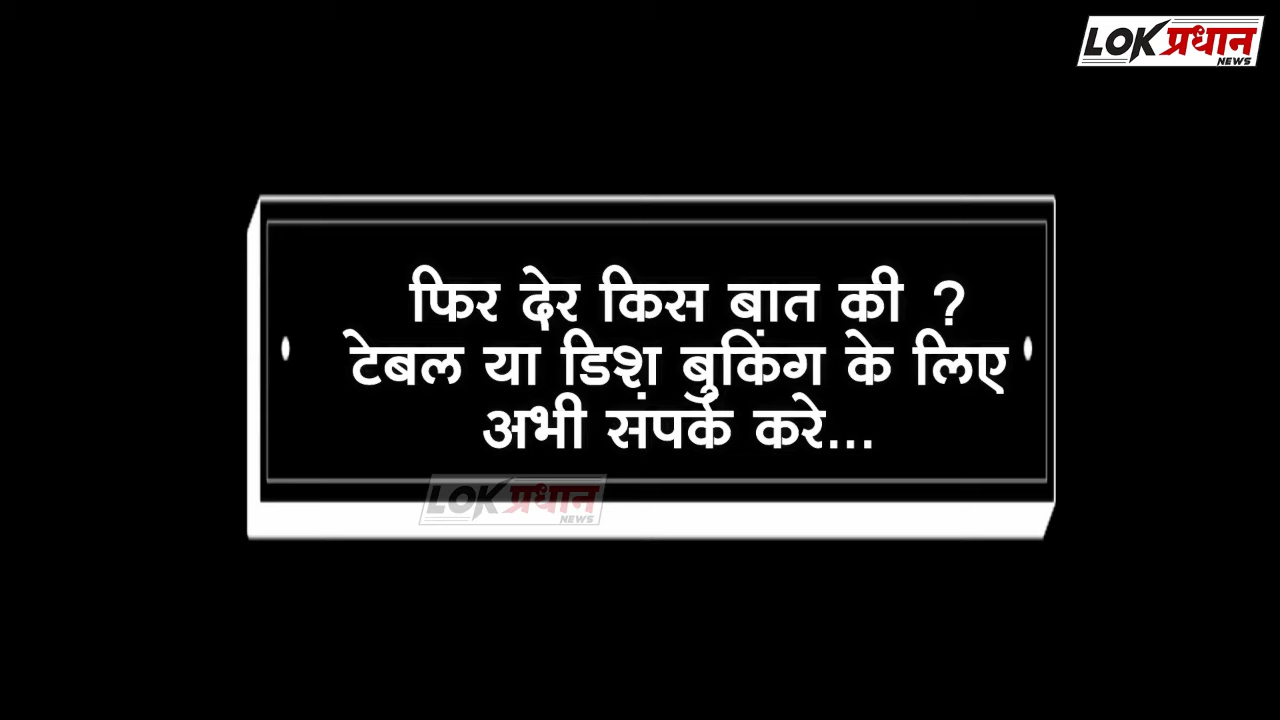 LOK प्रधान
NEWS
फिर देर किस बात की ?
टेबल या डिश बुकिंग के लिए
अभी संपर्क करे...
LOK प्रधान
NEWS